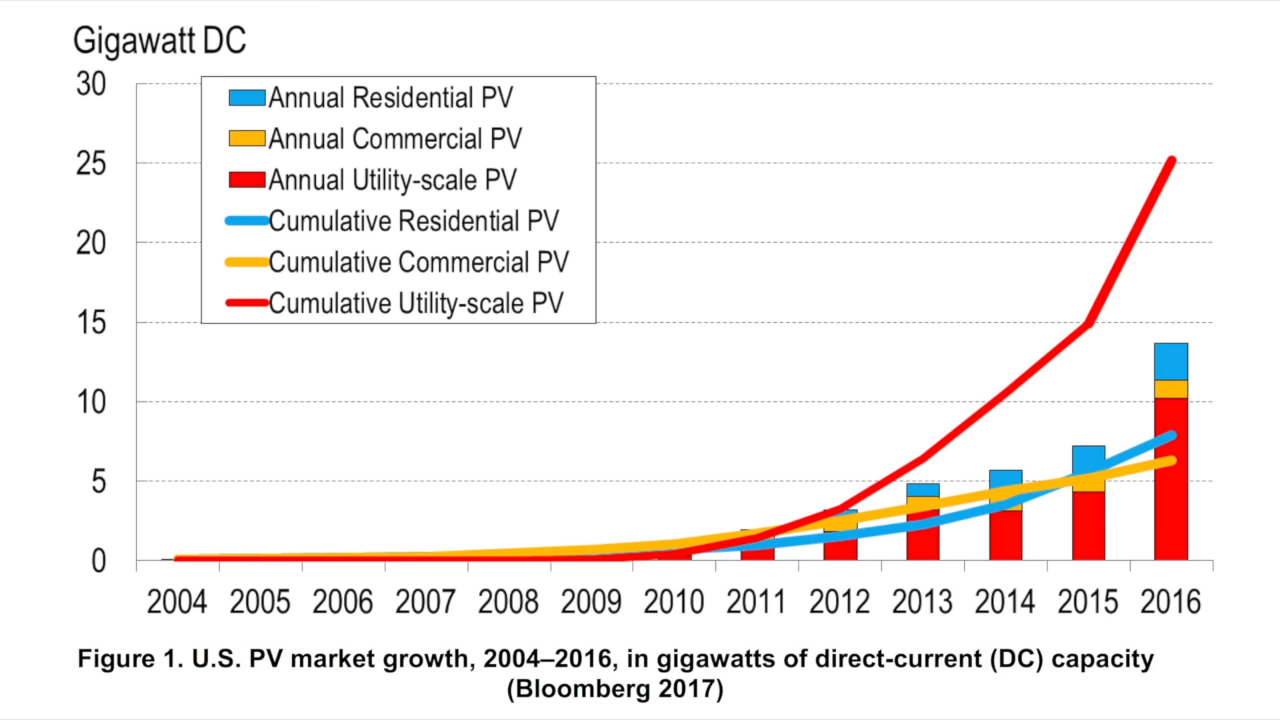 Gigawatt DC
30
25
20
15
10
5
0
Annual Residential PV
Annual Commercial PV
Annual Utility-scale PV
Cumulative Residential PV
Cumulative Commercial PV
Cumulative Utility-scale PV
2004 2005 2006 2007 2008 2009 2010 2011 2012 2013 2014 2015 2016
Figure 1. U.S. PV market growth, 2004–2016, in gigawatts of direct-current (DC) capacity
(Bloomberg 2017)